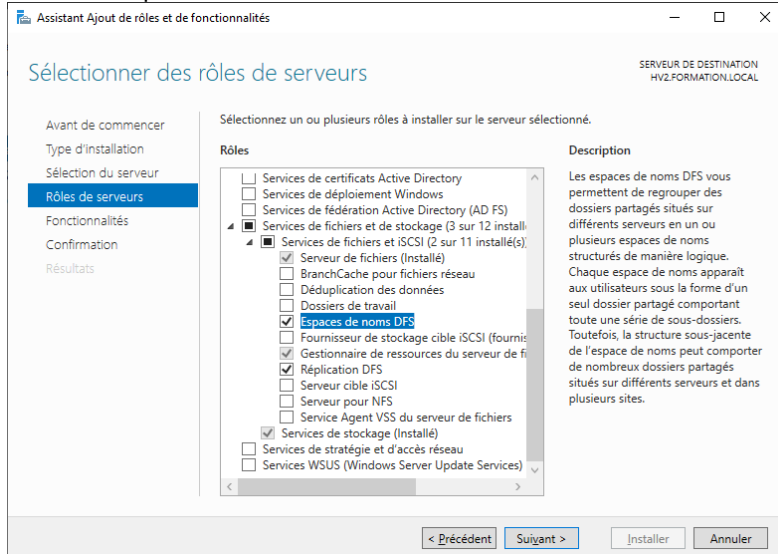 Assistant Ajout de rôles et de fonctionnalités
Sélectionner des rôles de serveurs
SERVEUR DE DESTINATION
HV2.FORMATION.LOCAL
Avant de commencer
Type d'installation
Sélection du serveur
Rôles de serveurs
Fonctionnalités
Confirmation
Résultats
Sélectionnez un ou plusieurs rôles à installer sur le serveur sélectionné.
Rôles
Services de certificats Active Directory
Services de déploiement Windows
Services de fédération Active Directory (AD FS)
Services de fichiers et de stockage (3 sur 12 install
Services de fichiers et iSCSI (2 sur 11 installé(s)
Serveur de fichiers (Installé)
BranchCache pour fichiers réseau
Déduplication des données
Dossiers de travail
Espaces de noms DFS
Fournisseur de stockage cible iSCSI (fournis
Gestionnaire de ressources du serveur de fi
Réplication DFS
Serveur cible iSCSI
Serveur pour NFS
Service Agent VSS du serveur de fichiers
Services de stockage (Installé)
Services de stratégie et d'accès réseau
Services WSUS (Windows Server Update Services)
Description
Les espaces de noms DFS vous
permettent de regrouper des
dossiers partagés situés sur
différents serveurs en un ou
plusieurs espaces de noms
structurés de manière logique.
Chaque espace de noms apparaît
aux utilisateurs sous la forme d'un
seul dossier partagé comportant
toute une série de sous-dossiers.
Toutefois, la structure sous-jacente
de l'espace de noms peut comporter
de nombreux dossiers partagés
situés sur différents serveurs et dans
plusieurs sites.
< Précédent
Suivant >
Installer
Annuler